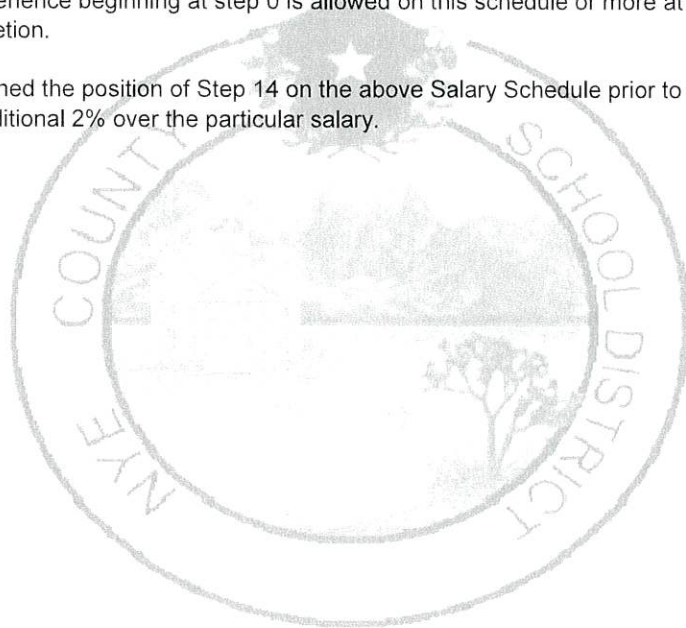 erience beginning at step 0 is allowed on this schedule or more at
etion.
ned the position of Step 14 on the above Salary Schedule prior to
ditional 2% over the particular salary.
NYE COUNTY SCHOOL DISTRICT